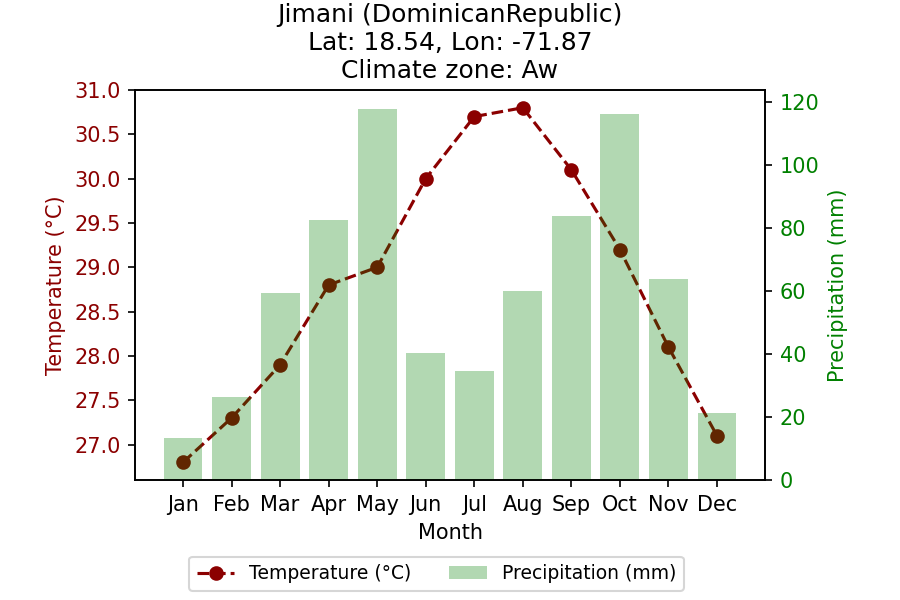 Jimani (DominicanRepublic)
Lat: 18.54, Lon: -71.87
Climate zone: Aw
31.0
30.5
30.0
29.5
29.0
28.5
28.0
27.5
27.0
Temperature (°C)
120
100
80
60
40
20
0
Precipitation (mm)
Jan Feb Mar Apr May Jun Jul Aug Sep Oct Nov Dec
Month
Temperature (°C) Precipitation (mm)